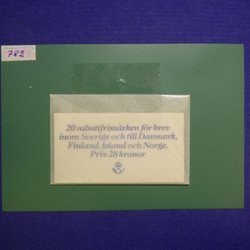 782
20 rabattfrimärken för brev
inom Sverige och till Danmark,
Finland, Island och Norge.
Pris 28 kronor